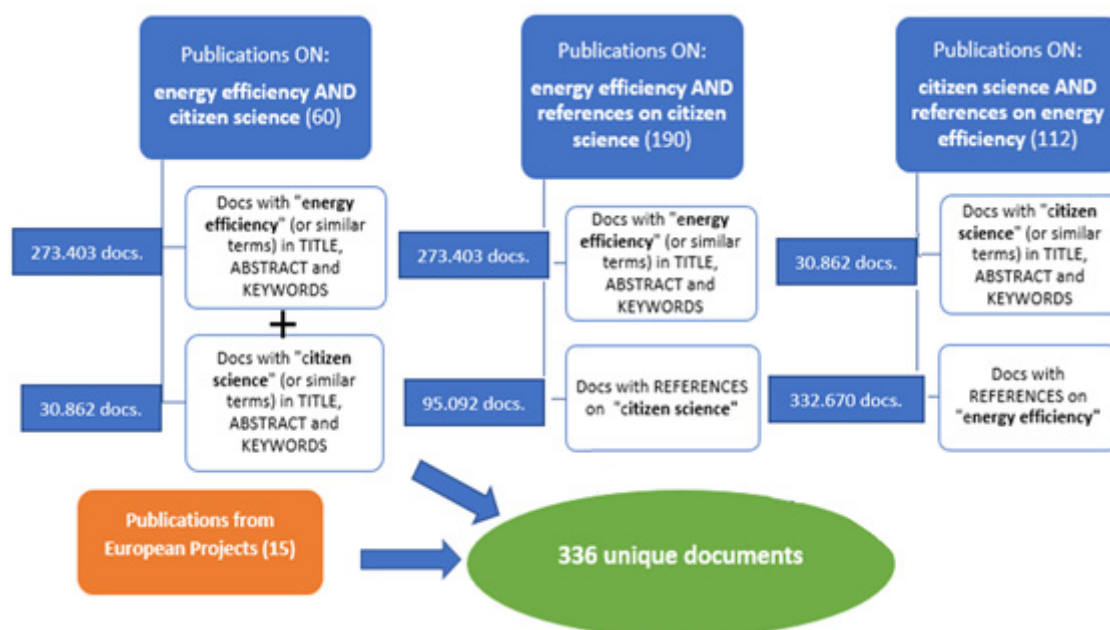 Publications ON:
energy efficiency AND
citizen science (60)
273.403 docs.
Docs with "energy
efficiency" (or similar
terms) in TITLE,
ABSTRACT and
KEYWORDS
+
30.862 docs.
Docs with "citizen
science" (or similar
terms) in TITLE,
ABSTRACT and
KEYWORDS
Publications ON:
energy efficiency AND
references on citizen
science (190)
273.403 docs.
Docs with "energy
efficiency" (or similar
terms) in TITLE,
ABSTRACT and
KEYWORDS
95.092 docs.
Docs with REFERENCES
on "citizen science"
Publications ON:
citizen science AND
references on energy
efficiency (112)
30.862 docs.
Docs with "citizen
science" (or similar
terms) in TITLE,
ABSTRACT and
KEYWORDS
332.670 docs.
Docs with
REFERENCES on
"energy efficiency"
Publications from
European Projects (15)
336 unique documents